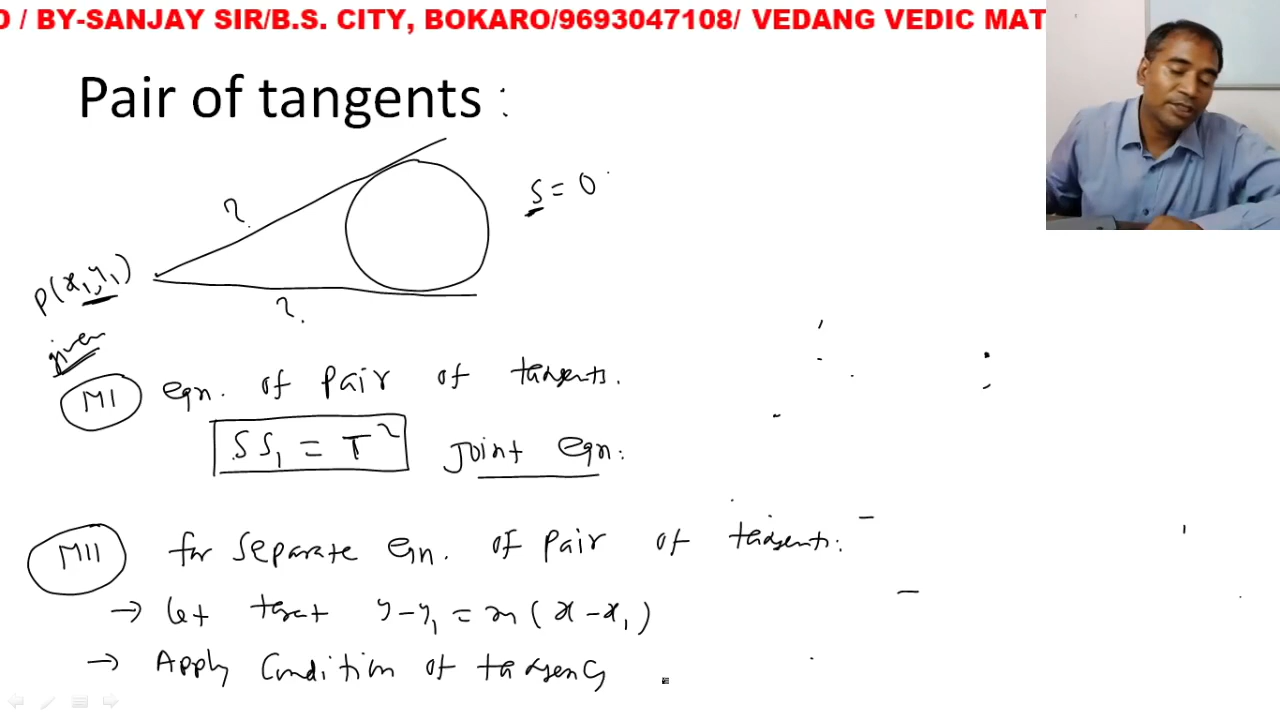 D / BY-SANJAY SIR/B.S. CITY, BOKARO/9693047108/ VEDANG VEDIC MAT
Pair of tangents :
S = 0
?
P(x₁,y₁)
?
given
MI eqn. of pair of tangents.
SS₁ = T² Joint eqn.
MII for separate eqn. of pair of tangents:
→ let tgnt y-y₁ = m(x-x₁)
→ Apply condition of tangency